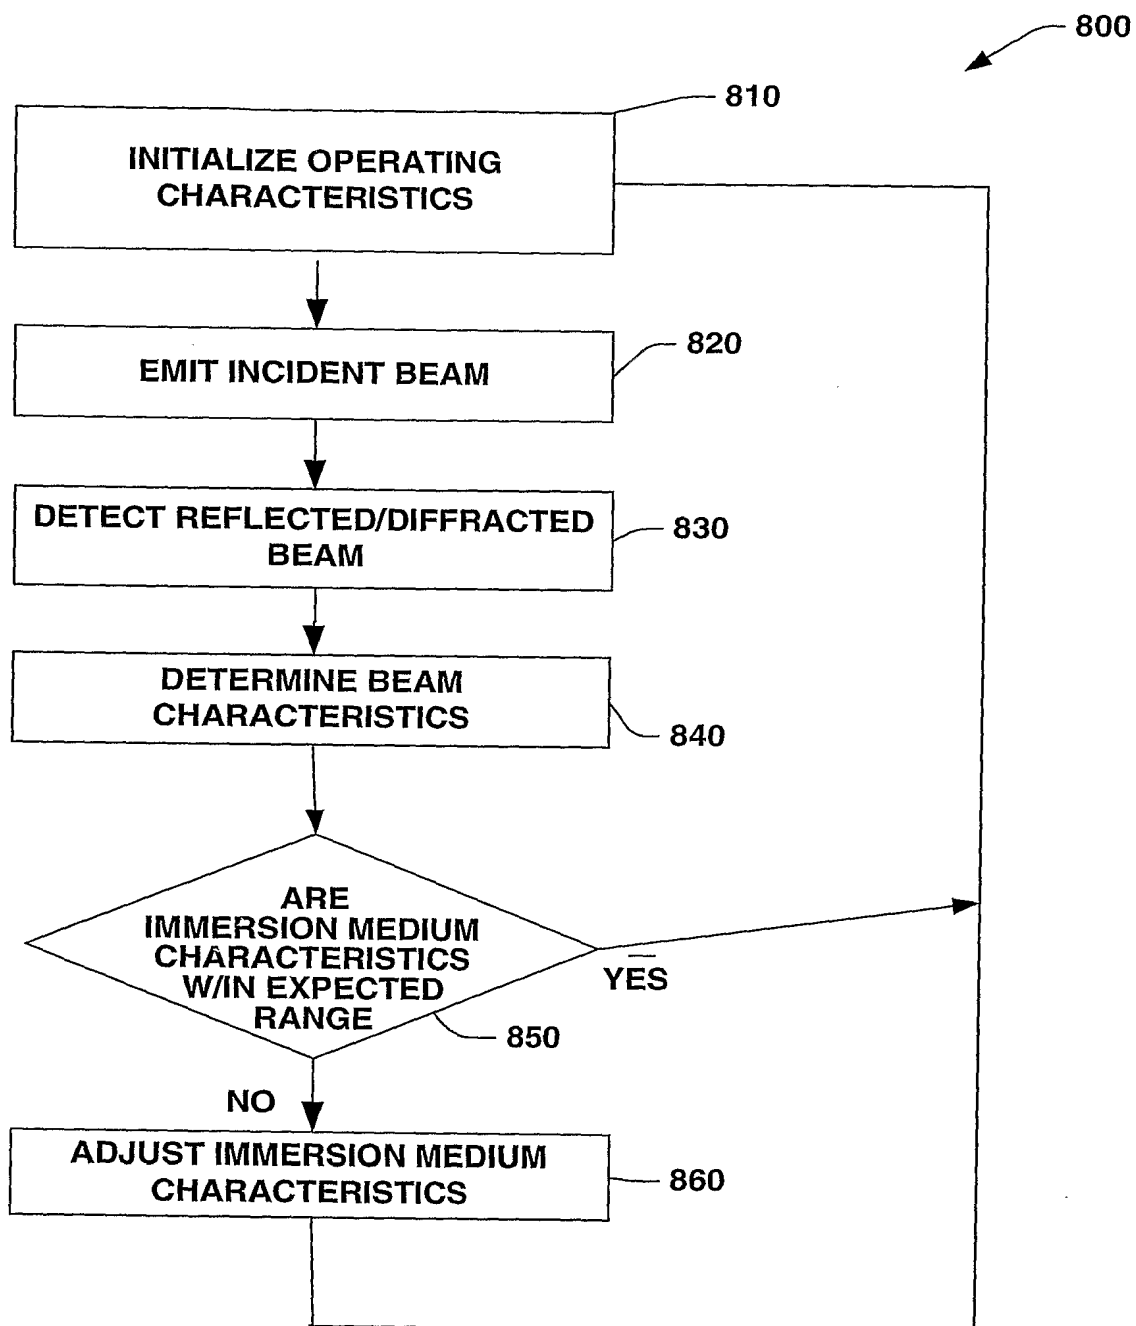 800
810
INITIALIZE OPERATING
CHARACTERISTICS
820
EMIT INCIDENT BEAM
DETECT REFLECTED/DIFFRACTED
BEAM
830
DETERMINE BEAM
CHARACTERISTICS
840
ARE
IMMERSION MEDIUM
CHARACTERISTICS
W/IN EXPECTED
RANGE
YES
850
NO
ADJUST IMMERSION MEDIUM
CHARACTERISTICS
860